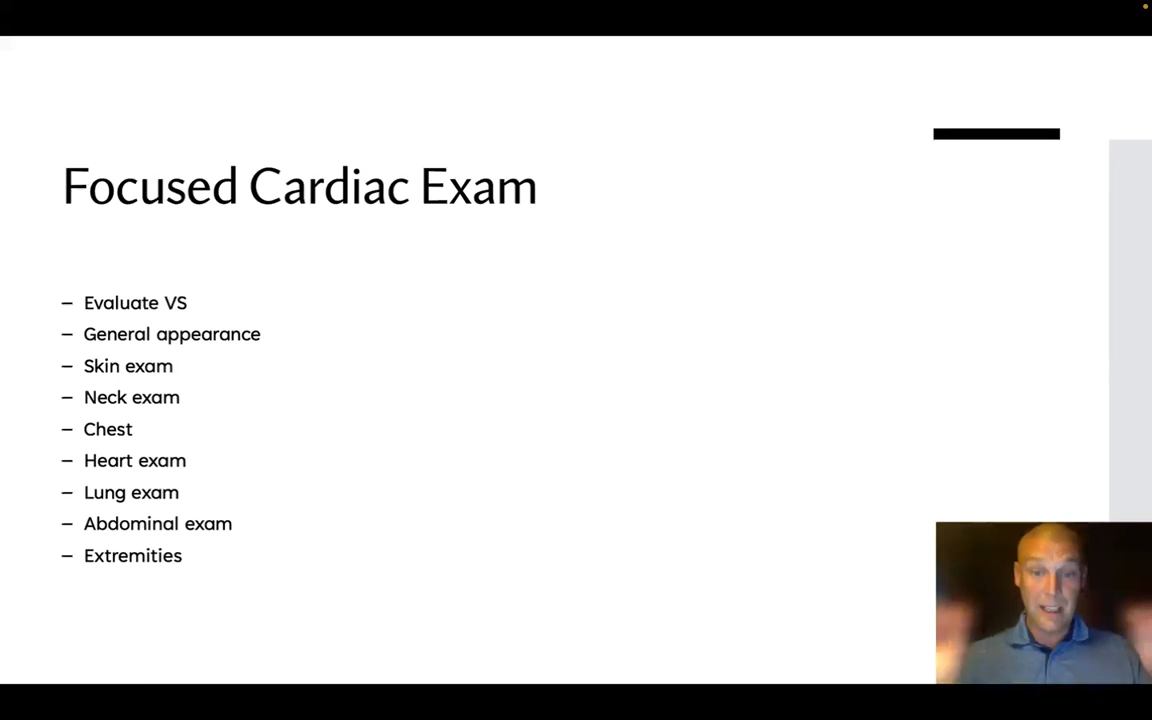 Focused Cardiac Exam
– Evaluate VS
– General appearance
– Skin exam
– Neck exam
– Chest
– Heart exam
– Lung exam
– Abdominal exam
– Extremities